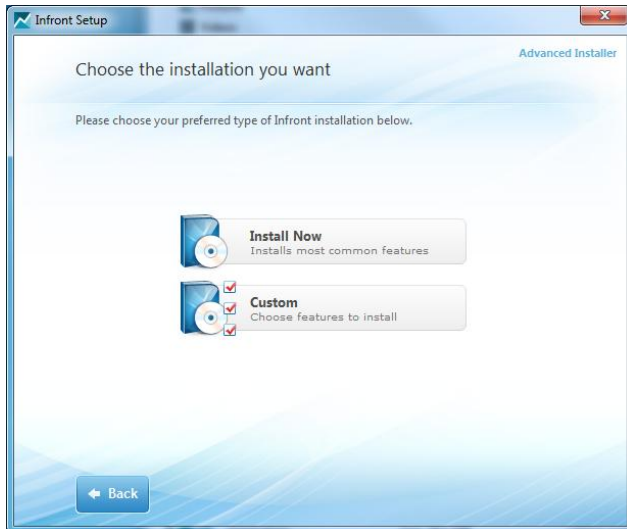 Infront Setup
Advanced Installer
Choose the installation you want
Please choose your preferred type of Infront installation below.
Install Now
Installs most common features
Custom
Choose features to install
Back